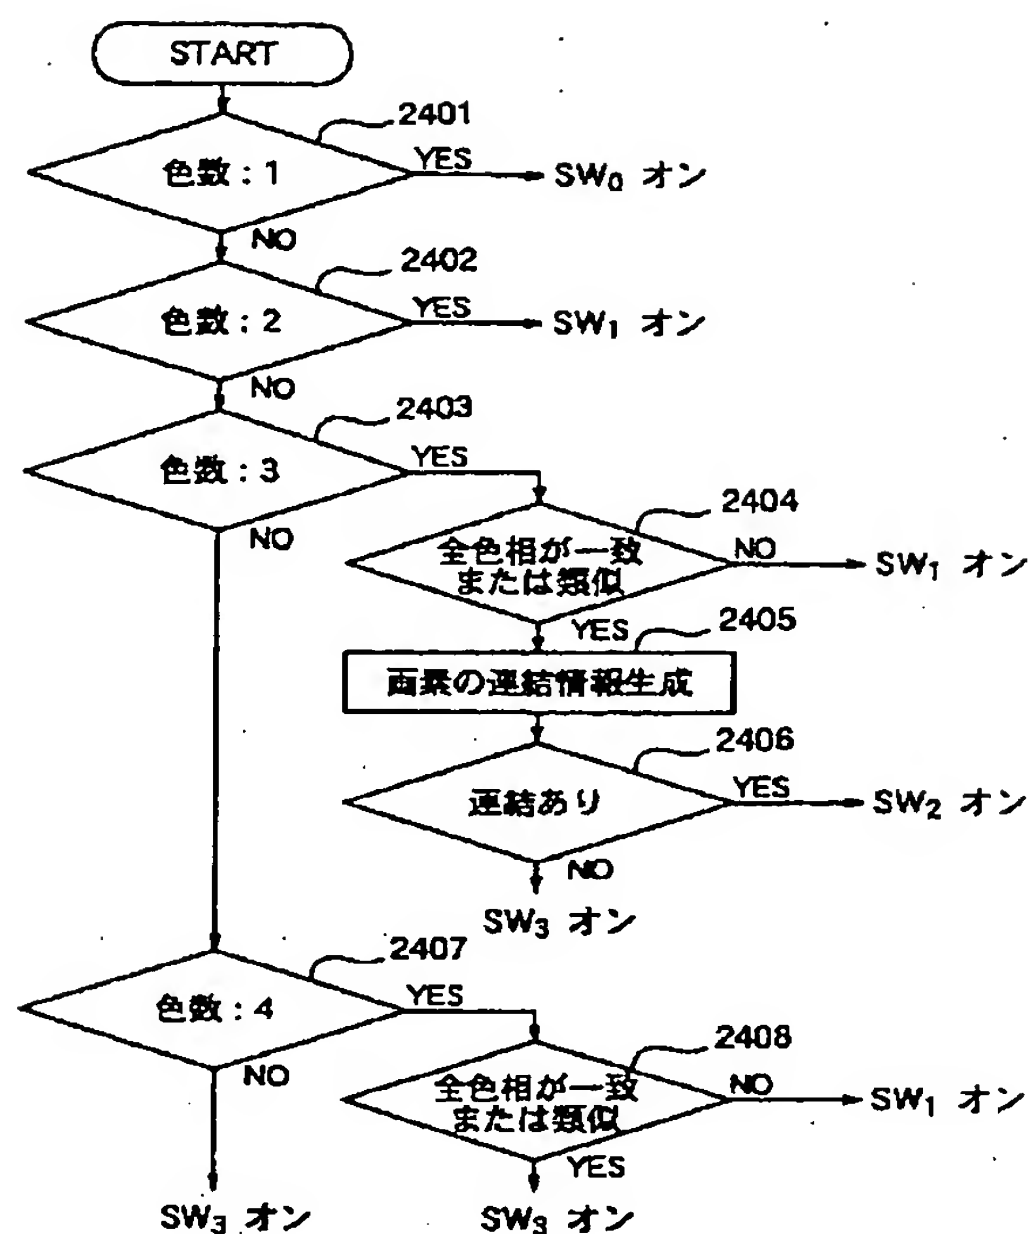 START
2401
色数：1
YES
SW₀ オン
NO
2402
色数：2
YES
SW₁ オン
NO
2403
色数：3
YES
NO
2404
全色相が一致
または類似
NO
SW₁ オン
YES
2405
画素の連結情報生成
2406
連結あり
YES
SW₂ オン
NO
SW₃ オン
2407
色数：4
YES
NO
2408
全色相が一致
または類似
NO
SW₁ オン
YES
SW₃ オン
SW₃ オン